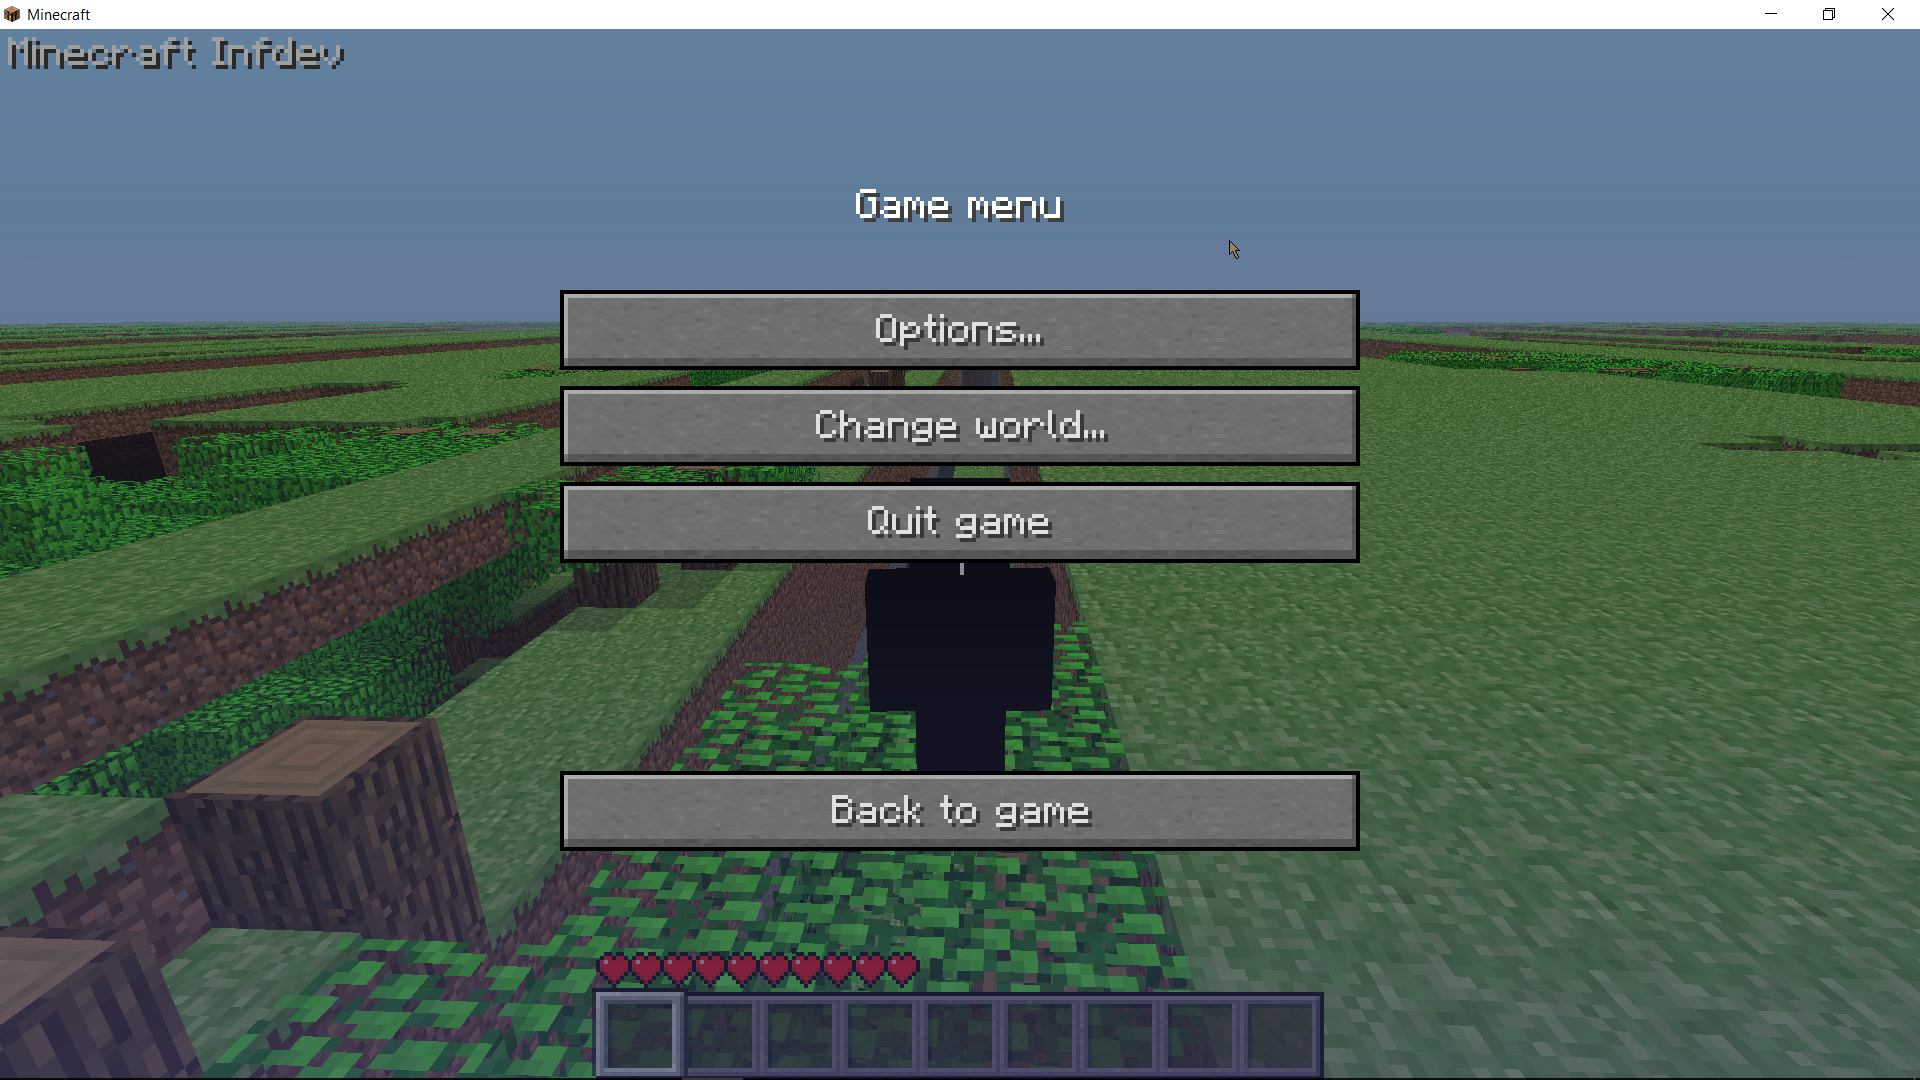 Minecraft
Minecraft Infdev
Game menu
Options...
Change world...
Quit game
Back to game